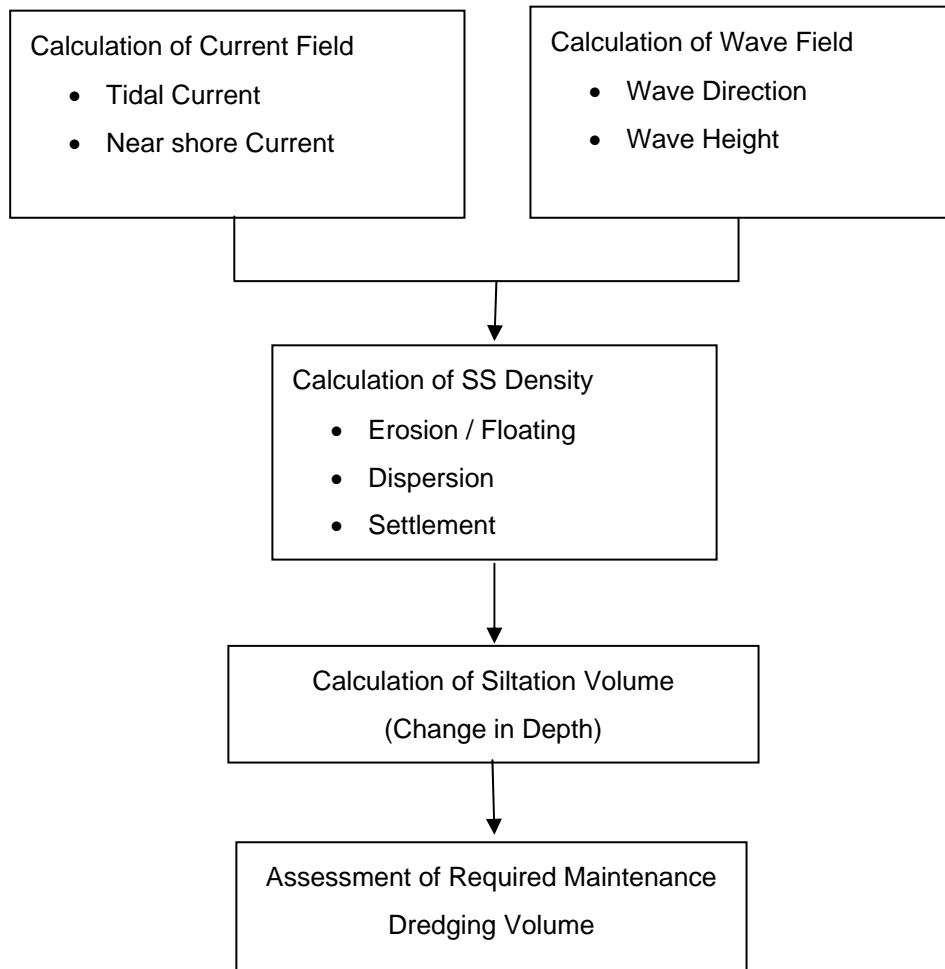 Calculation of Current Field
• Tidal Current
• Near shore Current
Calculation of Wave Field
• Wave Direction
• Wave Height
Calculation of SS Density
• Erosion / Floating
• Dispersion
• Settlement
Calculation of Siltation Volume
(Change in Depth)
Assessment of Required Maintenance
Dredging Volume